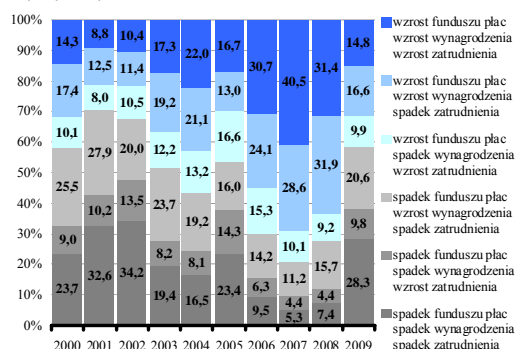 100%
90%
80%
70%
60%
50%
40%
30%
20%
10%
0%
14,3 8,8 10,4 17,3 22,0 16,7 30,7 40,5 31,4 14,8
17,4 12,5 11,4 19,2 21,1 13,0 24,1 28,6 31,9 16,6
10,1 8,0 10,5 12,2 13,2 16,6 15,3 10,1 9,2 9,9
25,5 27,9 20,0 23,7 19,2 16,0 14,2 11,2 15,7 20,6
9,0 10,2 13,5 8,2 8,1 14,3 6,3 4,4 4,4 9,8
23,7 32,6 34,2 19,4 16,5 23,4 9,5 5,3 7,4 28,3
2000 2001 2002 2003 2004 2005 2006 2007 2008 2009
wzrost funduszu płac
wzrost wynagrodzenia
wzrost zatrudnienia
wzrost funduszu płac
wzrost wynagrodzenia
spadek zatrudnienia
wzrost funduszu płac
spadek wynagrodzenia
wzrost zatrudnienia
spadek funduszu płac
wzrost wynagrodzenia
spadek zatrudnienia
spadek funduszu płac
spadek wynagrodzenia
wzrost zatrudnienia
spadek funduszu płac
spadek wynagrodzenia
spadek zatrudnienia